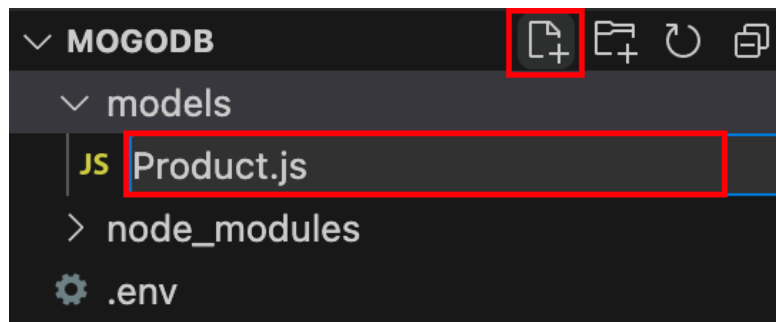 MOGODB
models
JS Product.js
node_modules
.env